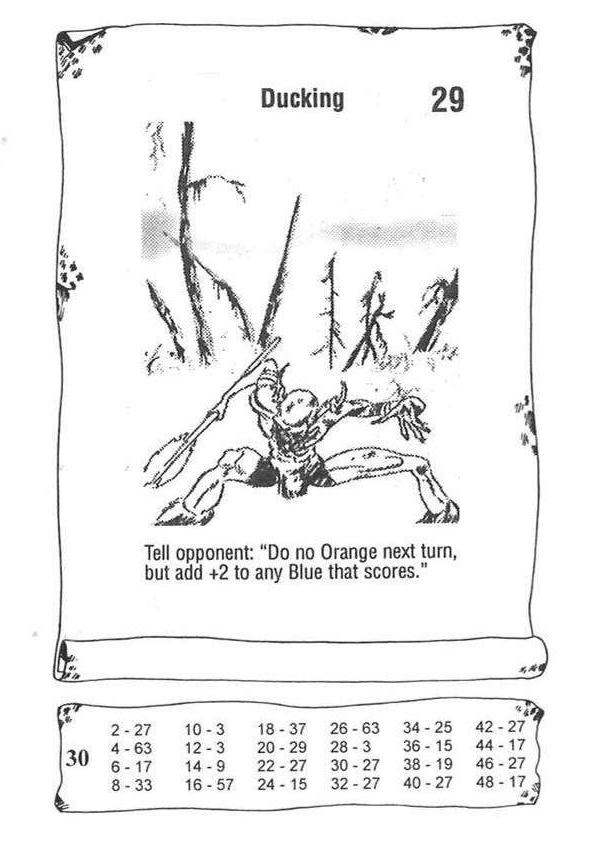 Ducking 29
Tell opponent: “Do no Orange next turn,
but add +2 to any Blue that scores."
30
2 - 27 10 - 3 18 - 37 26 - 63 34 - 25 42 - 27
4 - 63 12 - 3 20 - 29 28 - 3 36 - 15 44 - 17
6 - 17 14 - 9 22 - 27 30 - 27 38 - 19 46 - 27
8 - 33 16 - 57 24 - 15 32 - 27 40 - 27 48 - 17